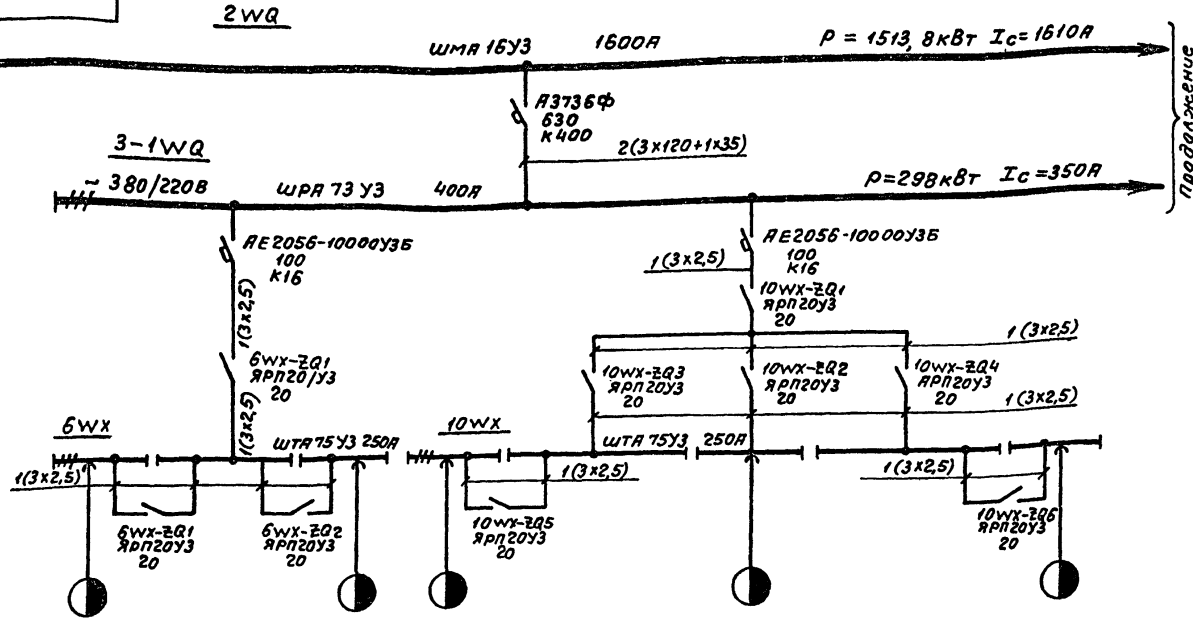 2WQ
ШМА 16У3 1600А Р = 1513,8кВт Iс=1610А
Продолжение
А3736Ф
630
К400
2(3х120+1х35)
3-1WQ
~ 380/220В ШРА 73 У3 400А Р=298кВт Iс=350А
АЕ2056-10000У3Б
100
К16
1(3х2,5)
АЕ2056-10000У3Б
100
К16
1(3х2,5)
10WX-ZQ1
ЯРП20У3
20
1(3х2,5)
6WX-ZQ1
ЯРП20/У3
20
1(3х2,5)
10WX-ZQ3
ЯРП20У3
20
10WX-ZQ2
ЯРП20У3
20
10WX-ZQ4
ЯРП20У3
20
1(3х2,5)
6WX
ШТА 75У3 250А
10WX
ШТА 75У3 250А
1(3х2,5)
1(3х2,5)
1(3х2,5)
6WX-ZQ1
ЯРП20У3
20
6WX-ZQ2
ЯРП20У3
20
10WX-ZQ5
ЯРП20У3
20
10WX-ZQ6
ЯРП20У3
20